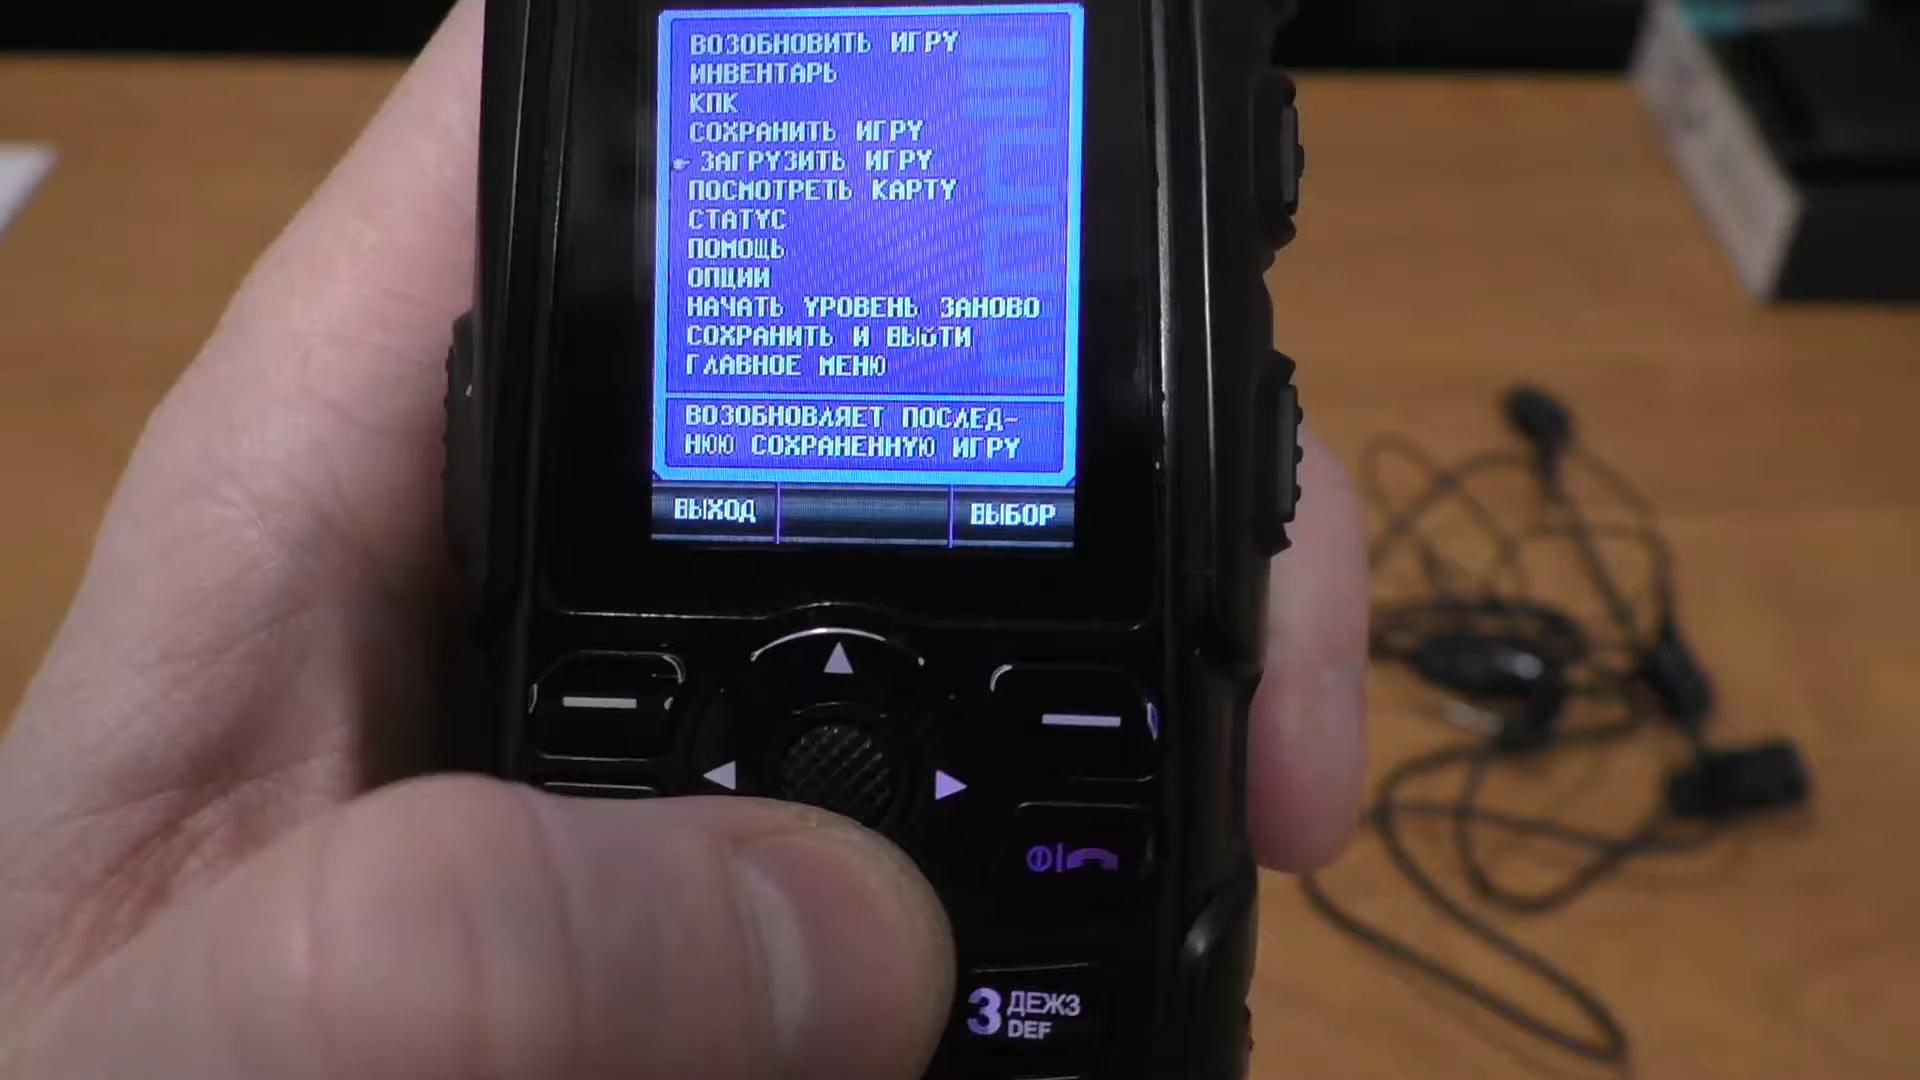 ВОЗОБНОВИТЬ ИГРУ
ИНВЕНТАРЬ
КПК
СОХРАНИТЬ ИГРУ
ЗАГРУЗИТЬ ИГРУ
ПОСМОТРЕТЬ КАРТУ
СТАТУС
ПОМОЩЬ
ОПЦИИ
НАЧАТЬ УРОВЕНЬ ЗАНОВО
СОХРАНИТЬ И ВЫЙТИ
ГЛАВНОЕ МЕНЮ
ВОЗОБНОВЛЯЕТ ПОСЛЕД-
НЮЮ СОХРАНЕННУЮ ИГРУ
ВЫХОД ВЫБОР
3 ДЕЖЗ
DEF